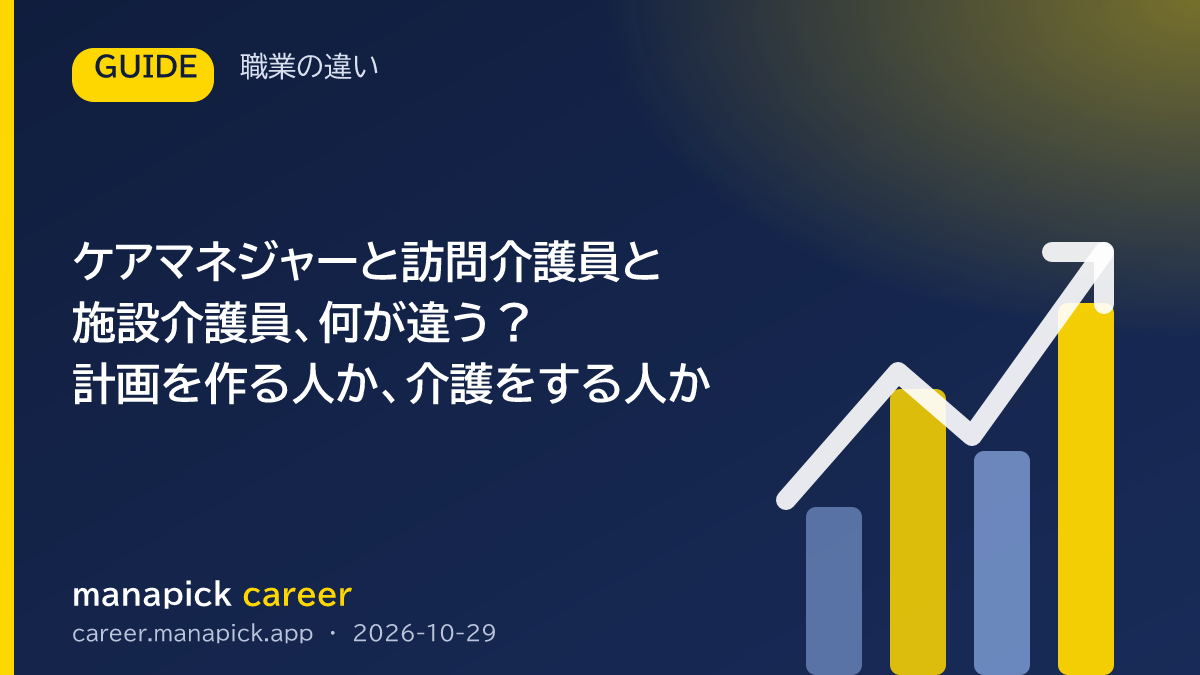 GUIDE 職業の違い
ケアマネジャーと訪問介護員と
施設介護員、何が違う？
計画を作る人か、介護をする人か
manapick career
career.manapick.app ・ 2026-10-29